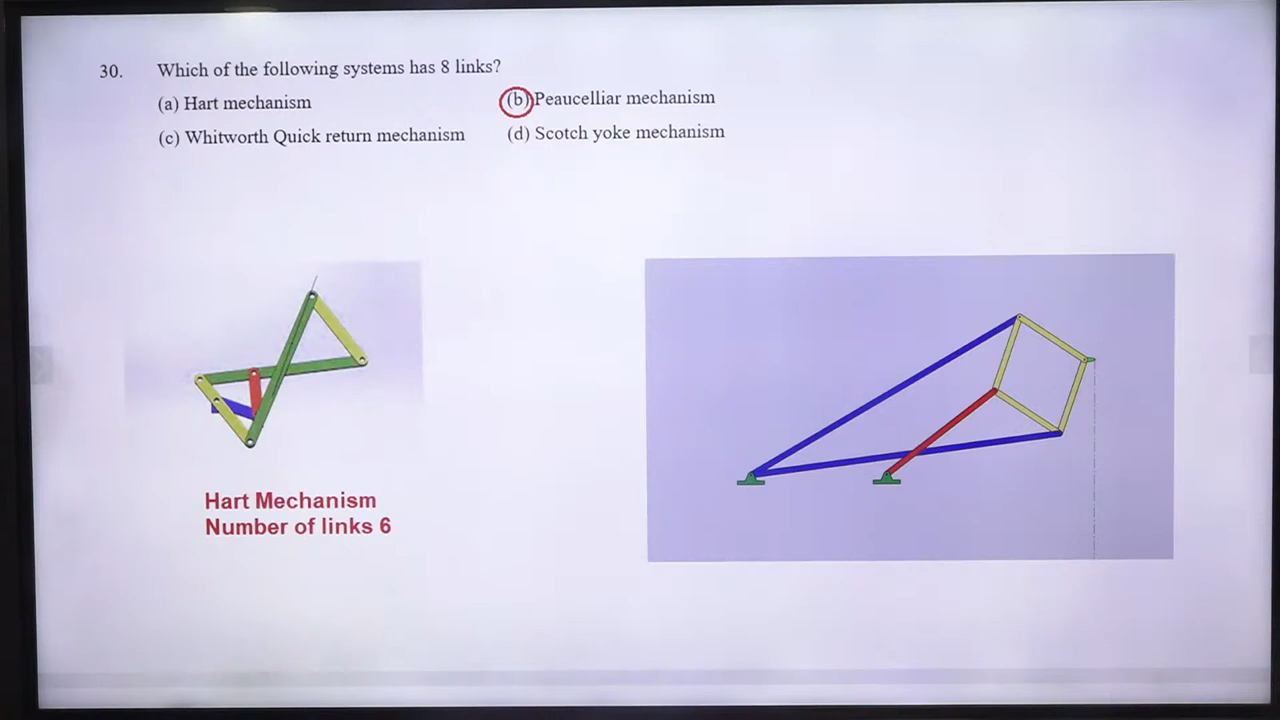 30. Which of the following systems has 8 links?
(a) Hart mechanism (b) Peaucelliar mechanism
(c) Whitworth Quick return mechanism (d) Scotch yoke mechanism
Hart Mechanism
Number of links 6